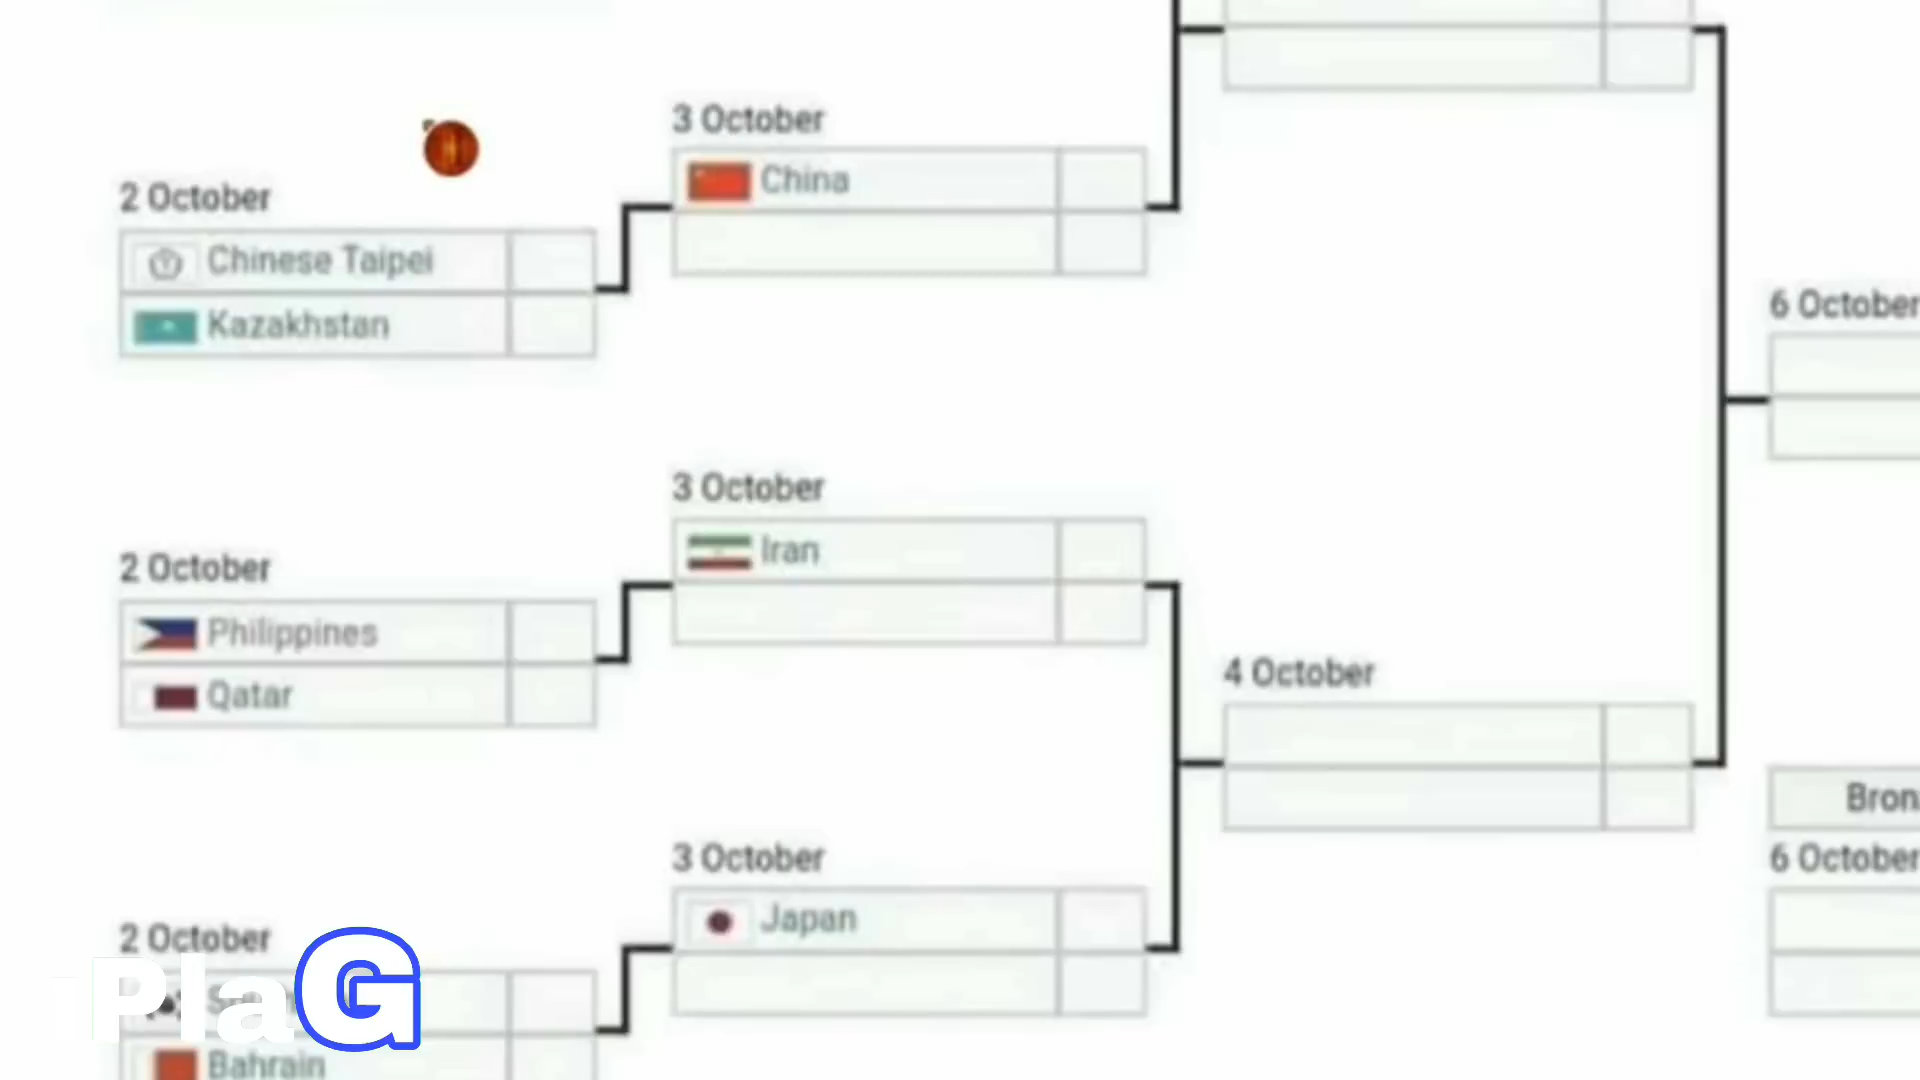 3 October
China
2 October
Chinese Taipei
Kazakhstan
6 October
3 October
Iran
2 October
Philippines
Qatar
4 October
3 October
Japan
6 October
2 October
PlaG
Bahrain